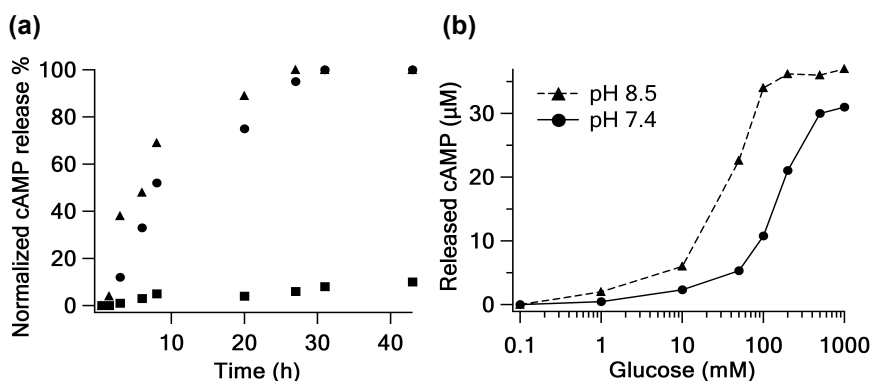 (a)
Normalized cAMP release %
100
80
60
40
20
0
10
20
30
40
Time (h)
(b)
Released cAMP (µM)
30
20
10
0
pH 8.5
pH 7.4
0.1
1
10
100
1000
Glucose (mM)